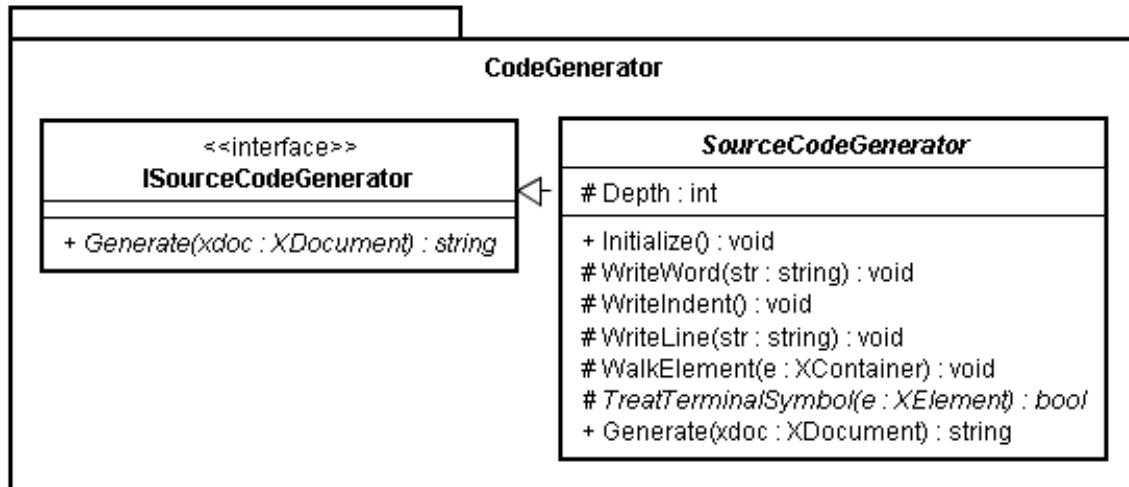 CodeGenerator
<<interface>>
ISourceCodeGenerator
+ Generate(xdoc : XDocument) : string
SourceCodeGenerator
# Depth : int
+ Initialize() : void
# WriteWord(str : string) : void
# WriteIndent() : void
# WriteLine(str : string) : void
# WalkElement(e : XContainer) : void
# TreatTerminalSymbol(e : XElement) : bool
+ Generate(xdoc : XDocument) : string